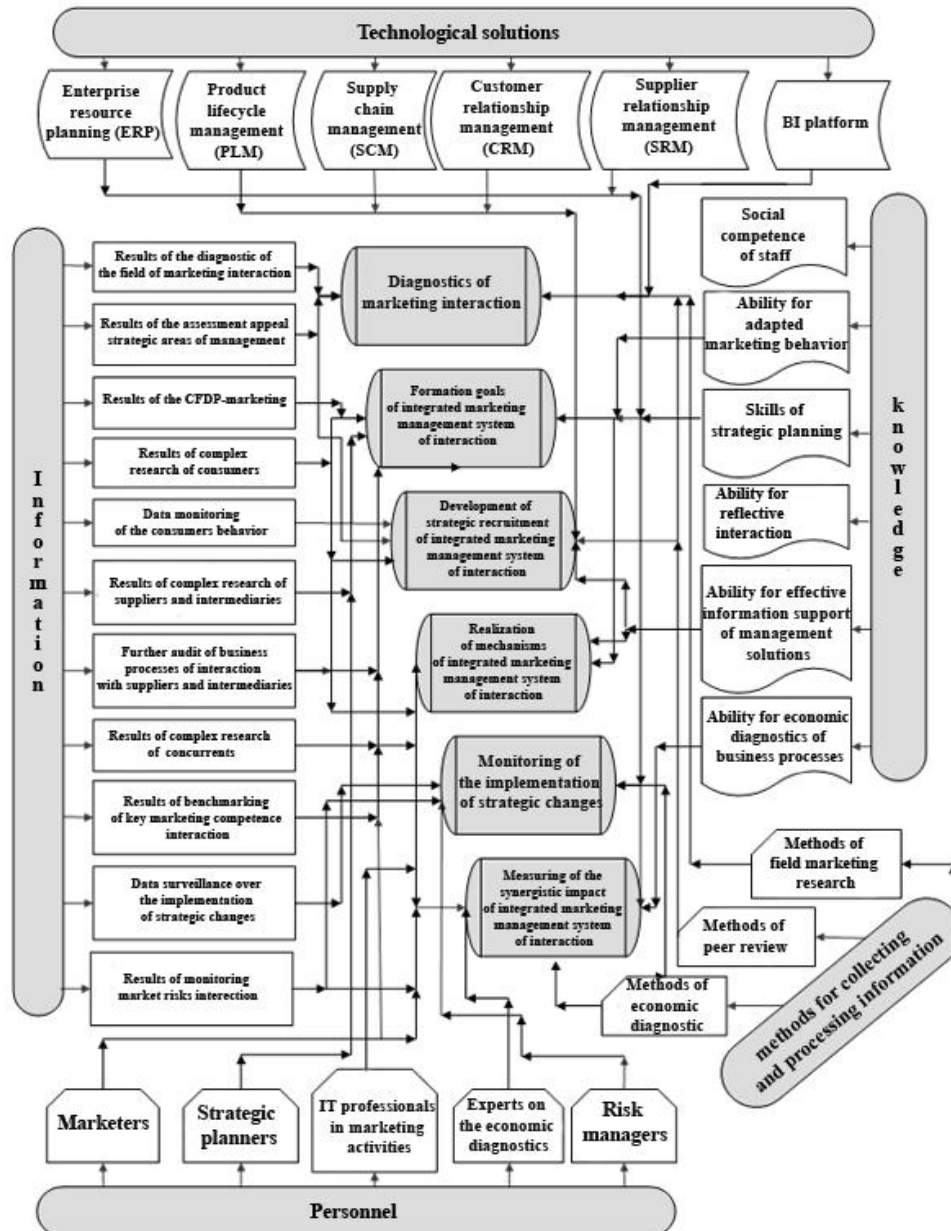 Technological solutions
Enterprise
resource
planning (ERP)
Product
lifecycle
management
(PLM)
Supply
chain
management
(SCM)
Customer
relationship
management
(CRM)
Supplier
relationship
management
(SRM)
BI platform
Information
Results of the diagnostic of
the field of marketing interaction
Results of the assessment appeal
strategic areas of management
Results of the CFDP-marketing
Results of complex
research of consumers
Data monitoring
of the consumers behavior
Results of complex research of
suppliers and intermediaries
Further audit of business
processes of interaction
with suppliers and intermediaries
Results of complex research
of concurrents
Results of benchmarking
of key marketing competence
interaction
Data surveillance over
the implementation
of strategic changes
Results of monitoring
market risks interection
Diagnostics of
marketing interaction
Formation goals
of integrated marketing
management system
of interaction
Development of
strategic recruitment
of integrated marketing
management system
of interaction
Realization
of mechanisms
of integrated marketing
management system
of interaction
Monitoring of
the implementation
of strategic changes
Measuring of the
synergistic impact
of integrated marketing
management system
of interaction
Social
competence
of staff
Ability for
adapted
marketing behavior
Skills of
strategic planning
Ability for
reflective
interaction
Ability for effective
information support
of management
solutions
Ability for economic
diagnostics of
business processes
knowledge
Methods of
field marketing
research
Methods of
peer review
Methods of
economic
diagnostic
methods for collecting
and processing information
Marketers
Strategic
planners
IT professionals
in marketing
activities
Experts on
the economic
diagnostics
Risk
managers
Personnel